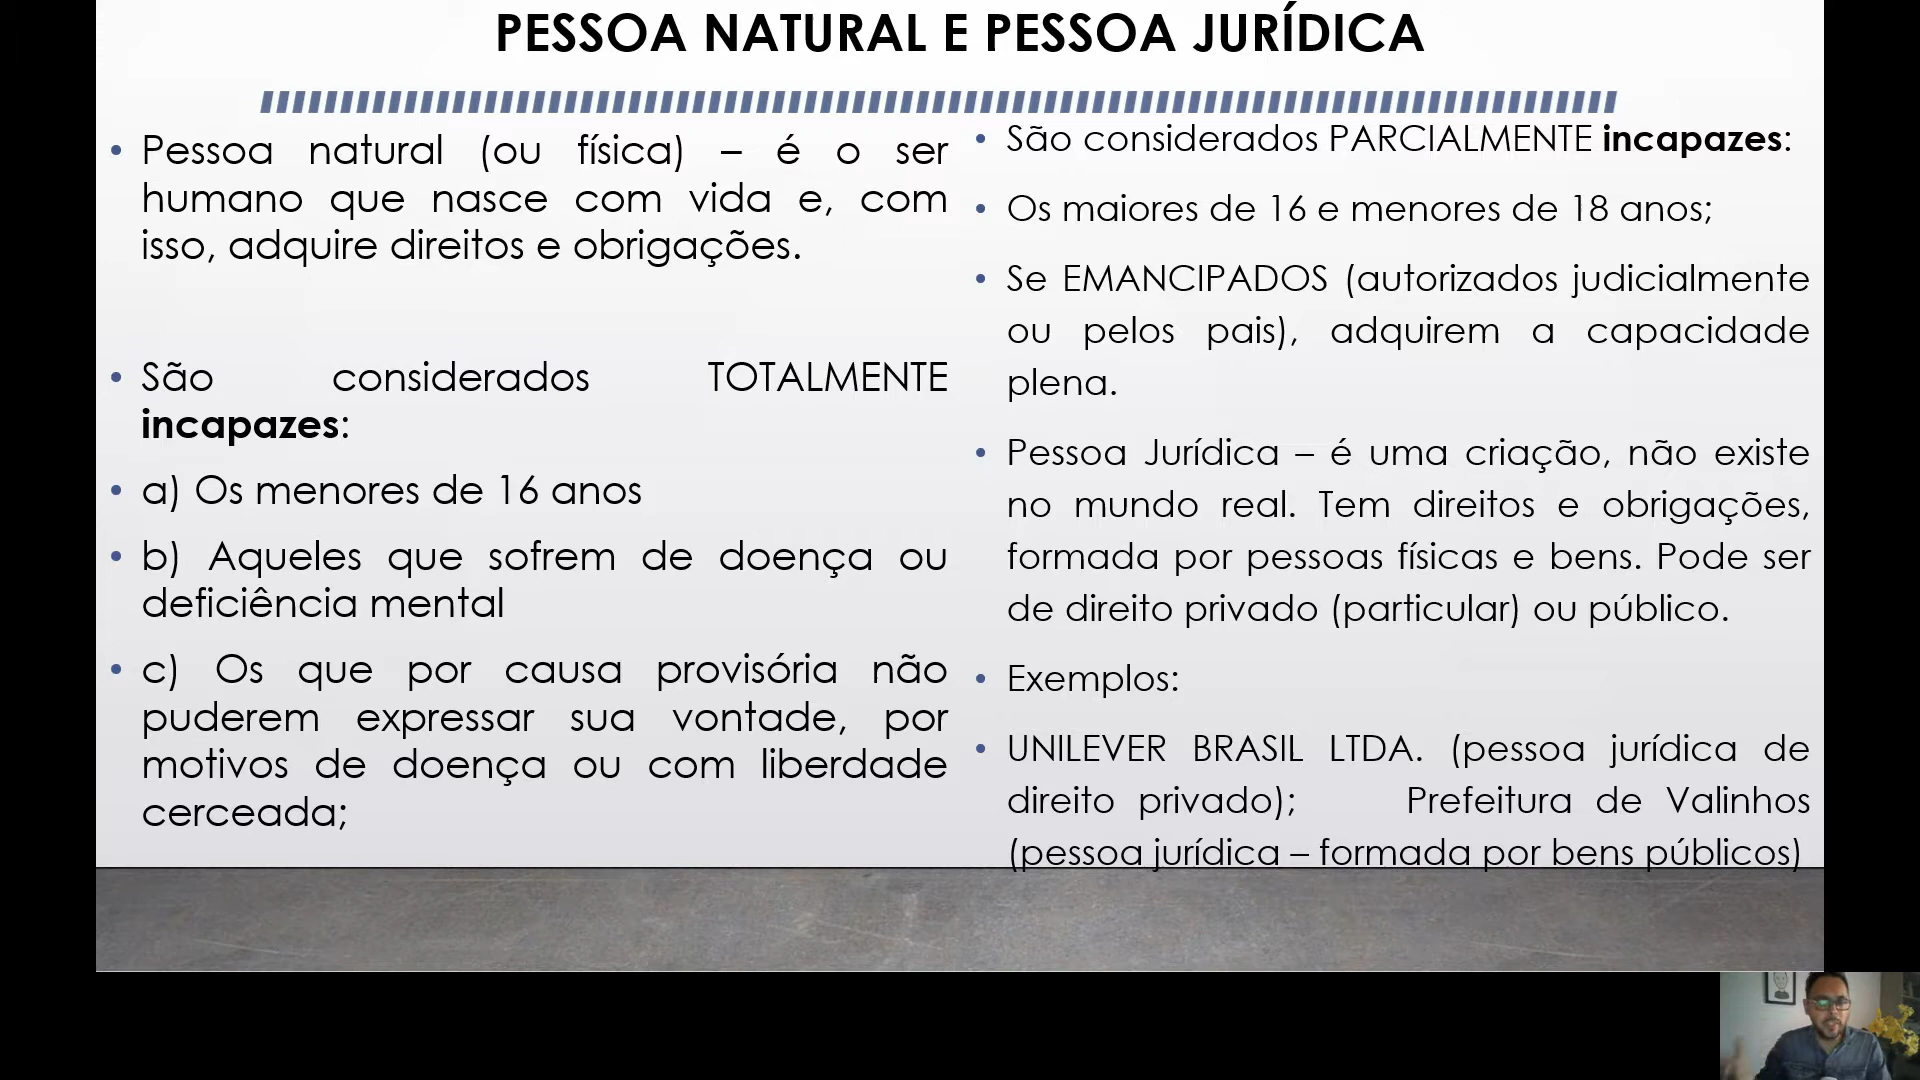 PESSOA NATURAL E PESSOA JURÍDICA
• Pessoa natural (ou física) – é o ser
humano que nasce com vida e, com
isso, adquire direitos e obrigações.
• São considerados TOTALMENTE
incapazes:
• a) Os menores de 16 anos
• b) Aqueles que sofrem de doença ou
deficiência mental
• c) Os que por causa provisória não
puderem expressar sua vontade, por
motivos de doença ou com liberdade
cerceada;
• São considerados PARCIALMENTE incapazes:
• Os maiores de 16 e menores de 18 anos;
• Se EMANCIPADOS (autorizados judicialmente
ou pelos pais), adquirem a capacidade
plena.
• Pessoa Jurídica – é uma criação, não existe
no mundo real. Tem direitos e obrigações,
formada por pessoas físicas e bens. Pode ser
de direito privado (particular) ou público.
• Exemplos:
• UNILEVER BRASIL LTDA. (pessoa jurídica de
direito privado); Prefeitura de Valinhos
(pessoa jurídica – formada por bens públicos)